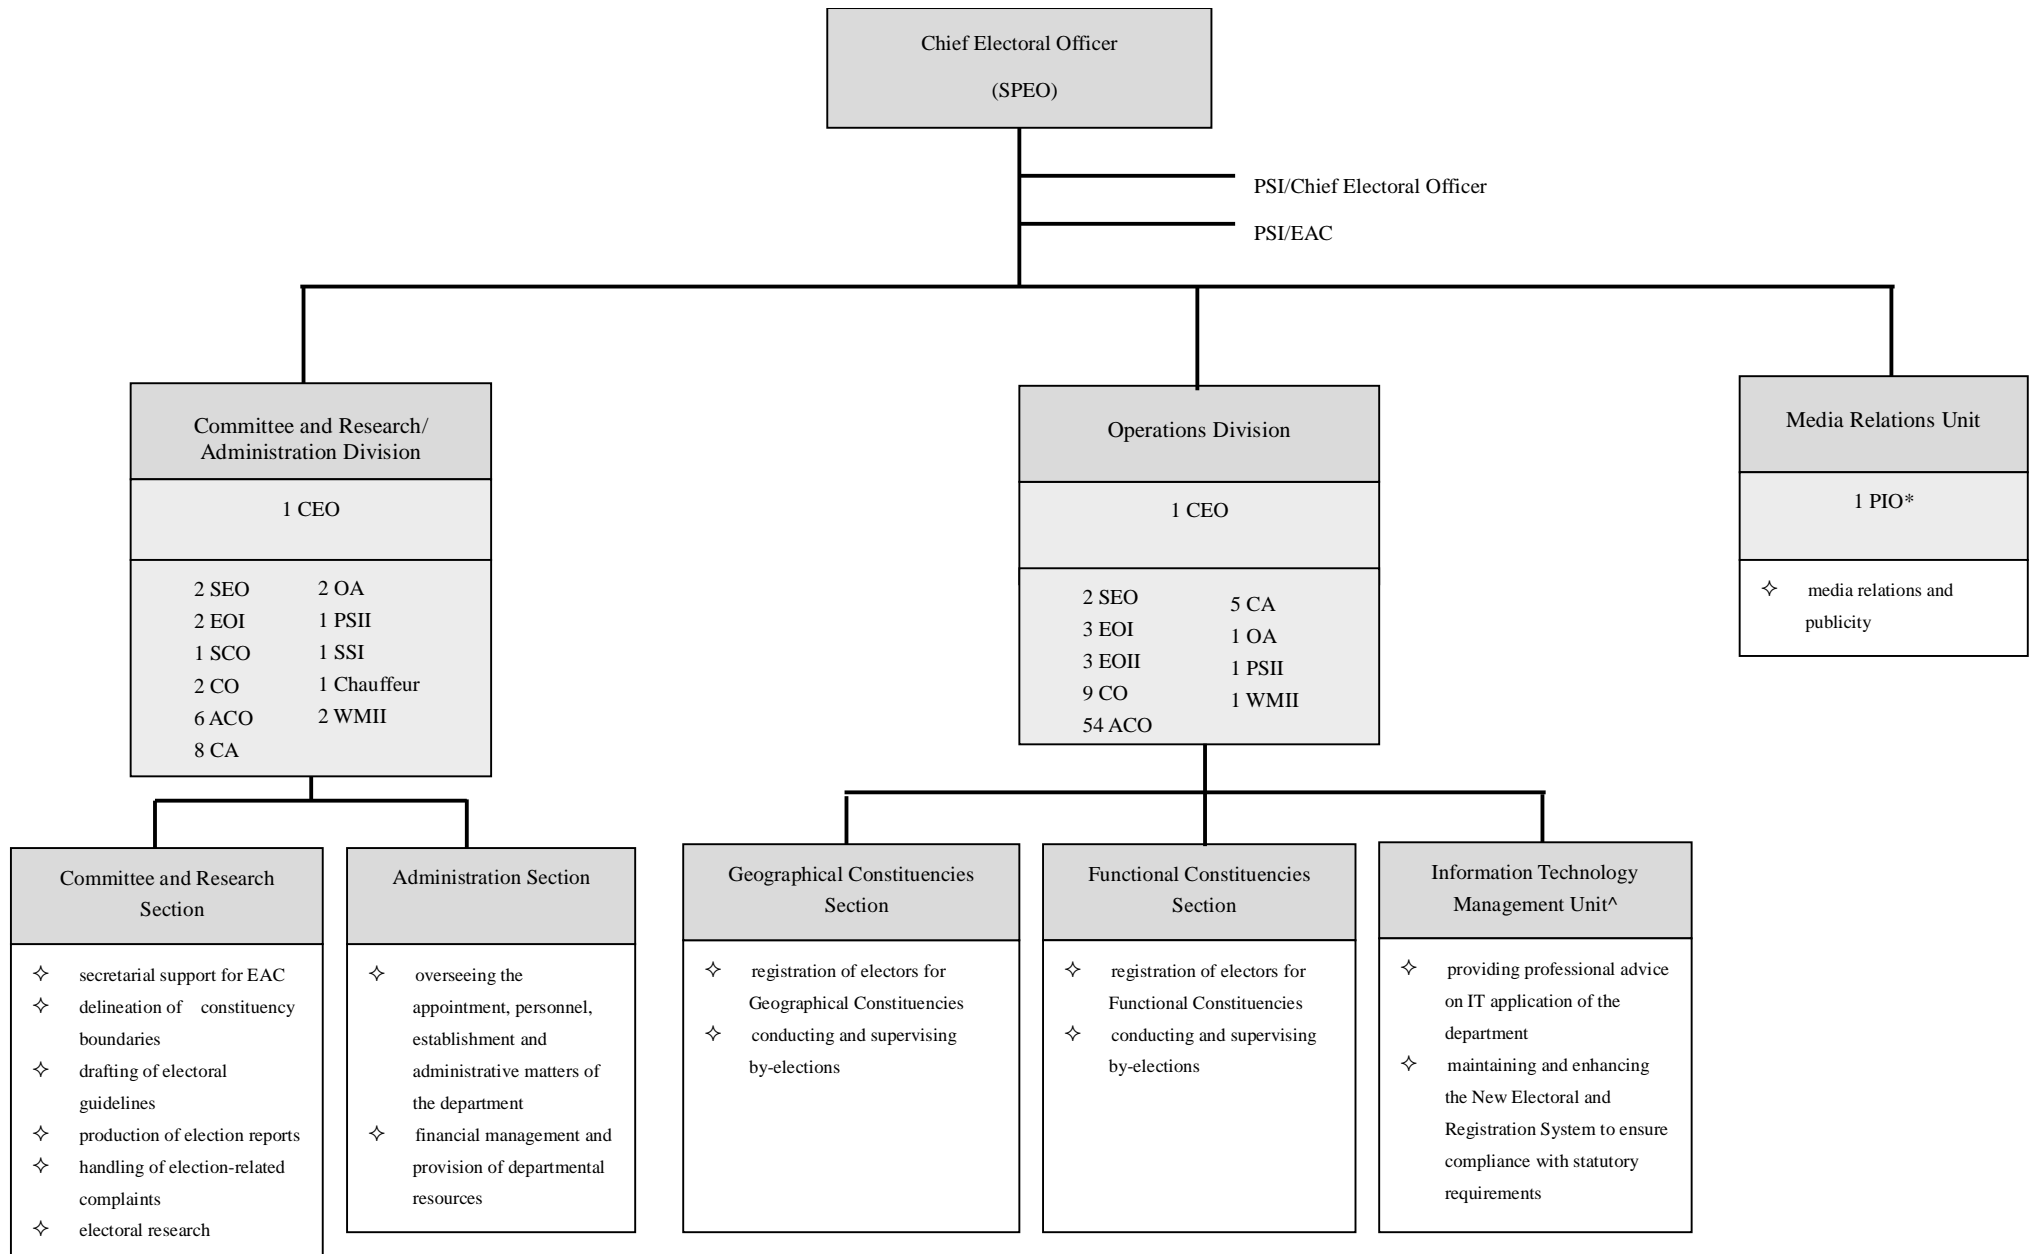 Chief Electoral Officer
(SPEO)
PSI/Chief Electoral Officer
PSI/EAC
Committee and Research/
Administration Division
1 CEO
2 SEO
2 EOI
1 SCO
2 CO
6 ACO
8 CA
2 OA
1 PSII
1 SSI
1 Chauffeur
2 WMII
Operations Division
1 CEO
2 SEO
3 EOI
3 EOII
9 CO
54 ACO
5 CA
1 OA
1 PSII
1 WMII
Media Relations Unit
1 PIO*
✧ media relations and
publicity
Committee and Research
Section
✧ secretarial support for EAC
✧ delineation of constituency
boundaries
✧ drafting of electoral
guidelines
✧ production of election reports
✧ handling of election-related
complaints
✧ electoral research
Administration Section
✧ overseeing the
appointment, personnel,
establishment and
administrative matters of
the department
✧ financial management and
provision of departmental
resources
Geographical Constituencies
Section
✧ registration of electors for
Geographical Constituencies
✧ conducting and supervising
by-elections
Functional Constituencies
Section
✧ registration of electors for
Functional Constituencies
✧ conducting and supervising
by-elections
Information Technology
Management Unit^
✧ providing professional advice
on IT application of the
department
✧ maintaining and enhancing
the New Electoral and
Registration System to ensure
compliance with statutory
requirements